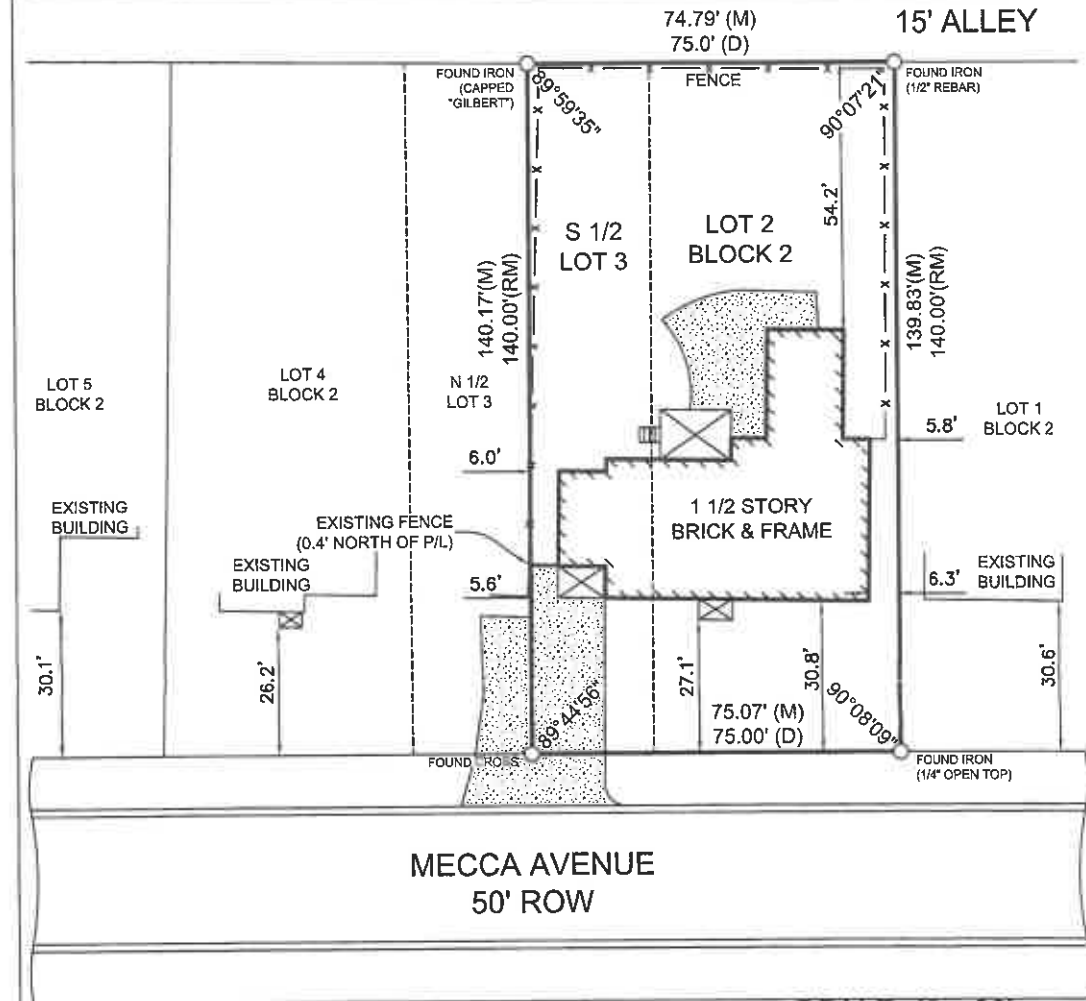 74.79' (M)
75.0' (D)
15' ALLEY
FOUND IRON
(CAPPED
"GILBERT")
89°59'35"
FENCE
90°07'21"
FOUND IRON
(1/2" REBAR)
54.2'
S 1/2
LOT 3
LOT 2
BLOCK 2
140.17'(M)
140.00'(RM)
139.83'(M)
140.00'(RM)
LOT 5
BLOCK 2
LOT 4
BLOCK 2
N 1/2
LOT 3
LOT 1
BLOCK 2
5.8'
6.0'
1 1/2 STORY
BRICK & FRAME
EXISTING
BUILDING
EXISTING FENCE
(0.4' NORTH OF P/L)
EXISTING
BUILDING
EXISTING
BUILDING
5.6'
6.3'
30.1'
26.2'
27.1'
30.8'
30.6'
89°44'56"
75.07' (M)
75.00' (D)
90°08'09"
FOUND
FOUND IRON
(1/4" OPEN TOP)
MECCA AVENUE
50' ROW